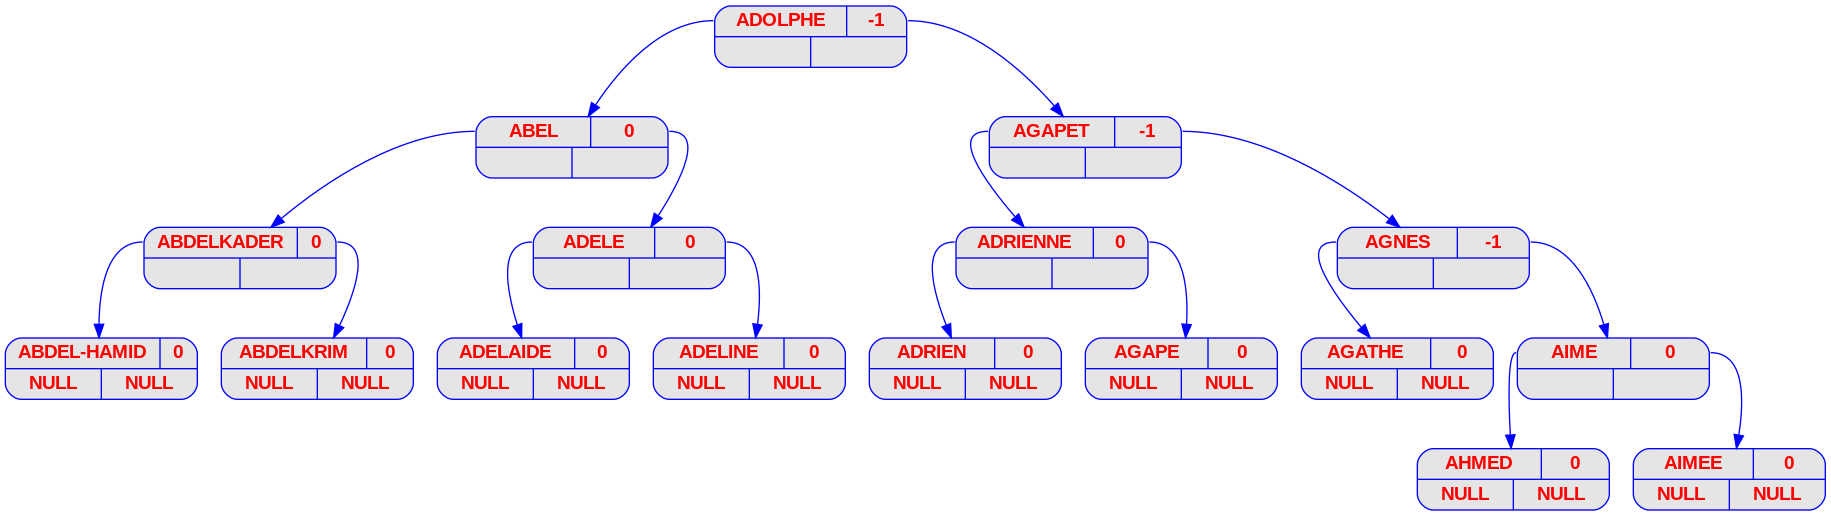 ADOLPHE -1
ABEL 0 AGAPET -1
ABDELKADER 0 ADELE 0 ADRIENNE 0 AGNES -1
ABDEL-HAMID 0 ABDELKRIM 0 ADELAIDE 0 ADELINE 0 ADRIEN 0 AGAPE 0 AGATHE 0 AIME 0
NULL NULL NULL NULL NULL NULL NULL NULL NULL NULL NULL NULL NULL NULL
AHMED 0 AIMEE 0
NULL NULL NULL NULL